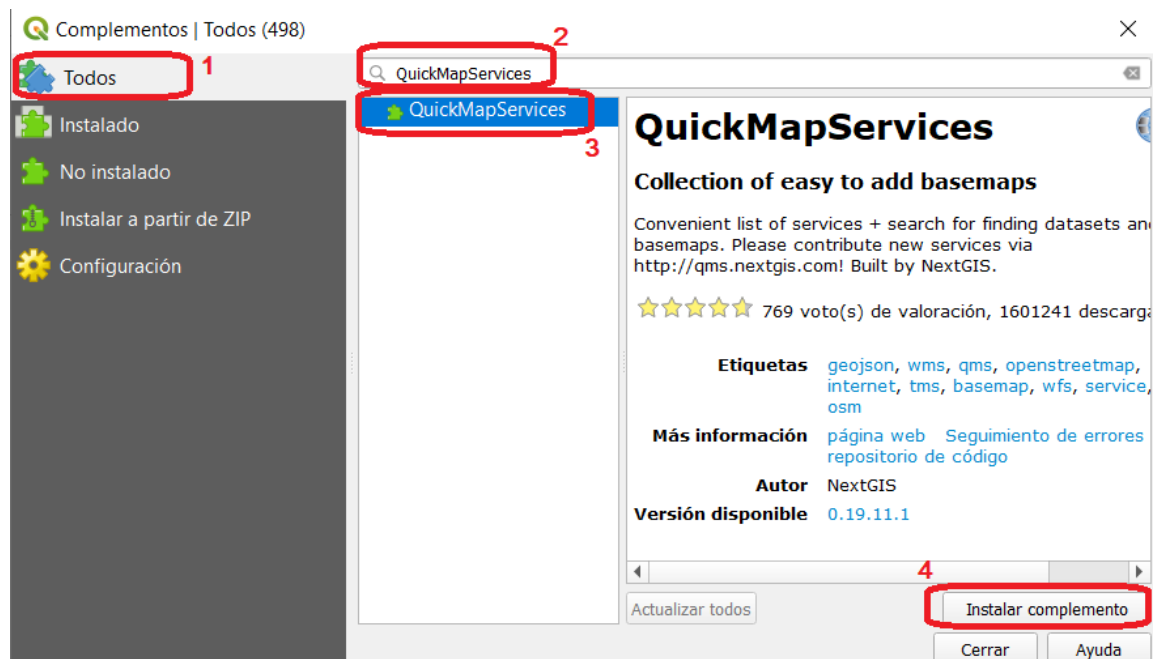 Complementos | Todos (498)
1
Todos
Instalado
No instalado
Instalar a partir de ZIP
Configuración
2
QuickMapServices
QuickMapServices
3
QuickMapServices
Collection of easy to add basemaps
Convenient list of services + search for finding datasets an
basemaps. Please contribute new services via
http://qms.nextgis.com! Built by NextGIS.
769 voto(s) de valoración, 1601241 descarga
Etiquetas geojson, wms, qms, openstreetmap,
internet, tms, basemap, wfs, service,
osm
Más información página web Seguimiento de errores
repositorio de código
Autor NextGIS
Versión disponible 0.19.11.1
4
Actualizar todos Instalar complemento
Cerrar Ayuda